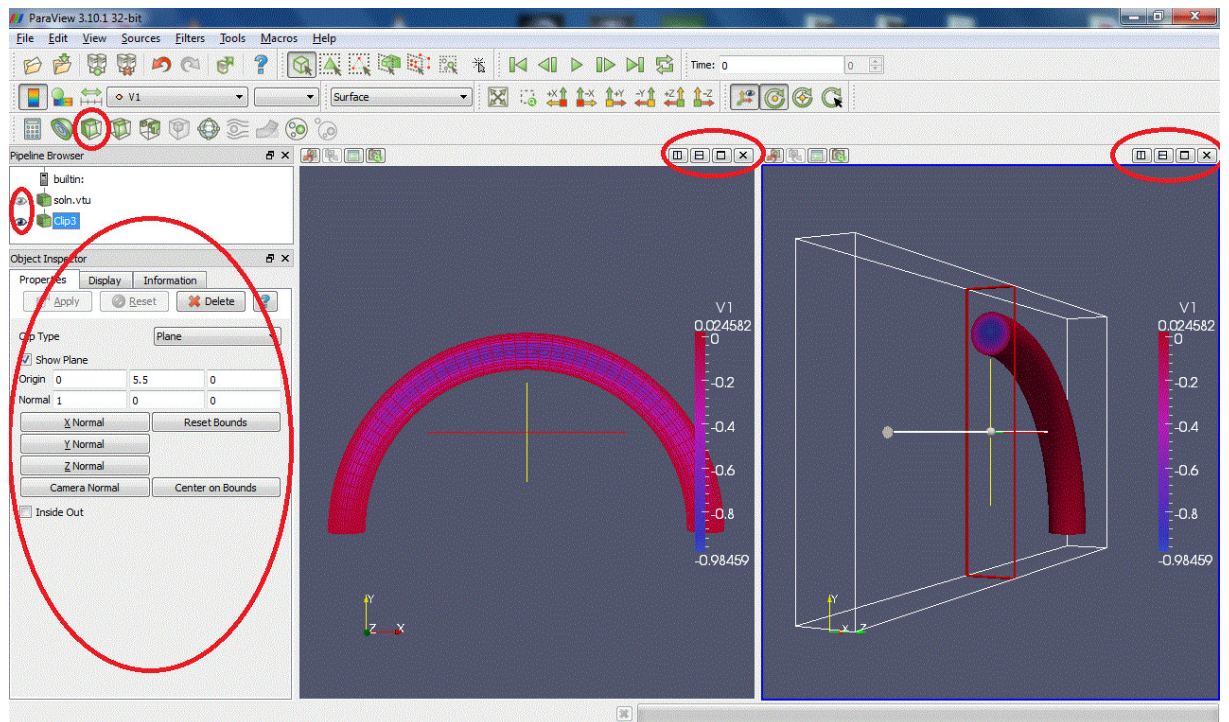 ParaView 3.10.1 32-bit
File Edit View Sources Filters Tools Macros Help
Time: 0 0
V1 Surface
+X -X +Y -Y +Z -Z
Pipeline Browser
builtin:
soln.vtu
Clip3
Object Inspector
Properties Display Information
Apply Reset Delete ?
Clip Type Plane
Show Plane
Origin 0 5.5 0
Normal 1 0 0
X Normal Reset Bounds
Y Normal
Z Normal
Camera Normal Center on Bounds
Inside Out
V1
0.024582
0
-0.2
-0.4
-0.6
-0.8
-0.98459
Y
Z X
V1
0.024582
0
-0.2
-0.4
-0.6
-0.8
-0.98459
Y
X Z